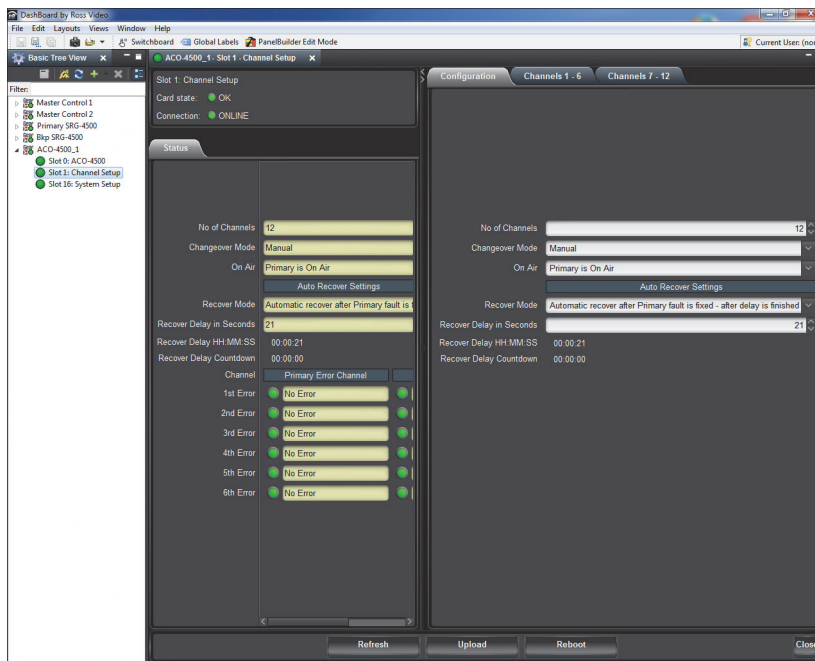 DashBoard by Ross Video
File Edit Layouts Views Window Help
Switchboard Global Labels PanelBuilder Edit Mode
Current User: (no
Basic Tree View X
ACO-4500_1 - Slot 1 - Channel Setup X
Filter:
Master Control 1
Master Control 2
Primary SRG-4500
Bkp SRG-4500
ACO-4500_1
Slot 0: ACO-4500
Slot 1: Channel Setup
Slot 16: System Setup
Slot 1: Channel Setup
Card state: OK
Connection: ONLINE
Status
No of Channels 12
Changeover Mode Manual
On Air Primary is On Air
Auto Recover Settings
Recover Mode Automatic recover after Primary fault is f
Recover Delay in Seconds 21
Recover Delay HH:MM:SS 00:00:21
Recover Delay Countdown 00:00:00
Channel Primary Error Channel
1st Error No Error
2nd Error No Error
3rd Error No Error
4th Error No Error
5th Error No Error
6th Error No Error
Configuration Channels 1 - 6 Channels 7 - 12
No of Channels 12
Changeover Mode Manual
On Air Primary is On Air
Auto Recover Settings
Recover Mode Automatic recover after Primary fault is fixed - after delay is finished
Recover Delay in Seconds 21
Recover Delay HH:MM:SS 00:00:21
Recover Delay Countdown 00:00:00
Refresh Upload Reboot Close